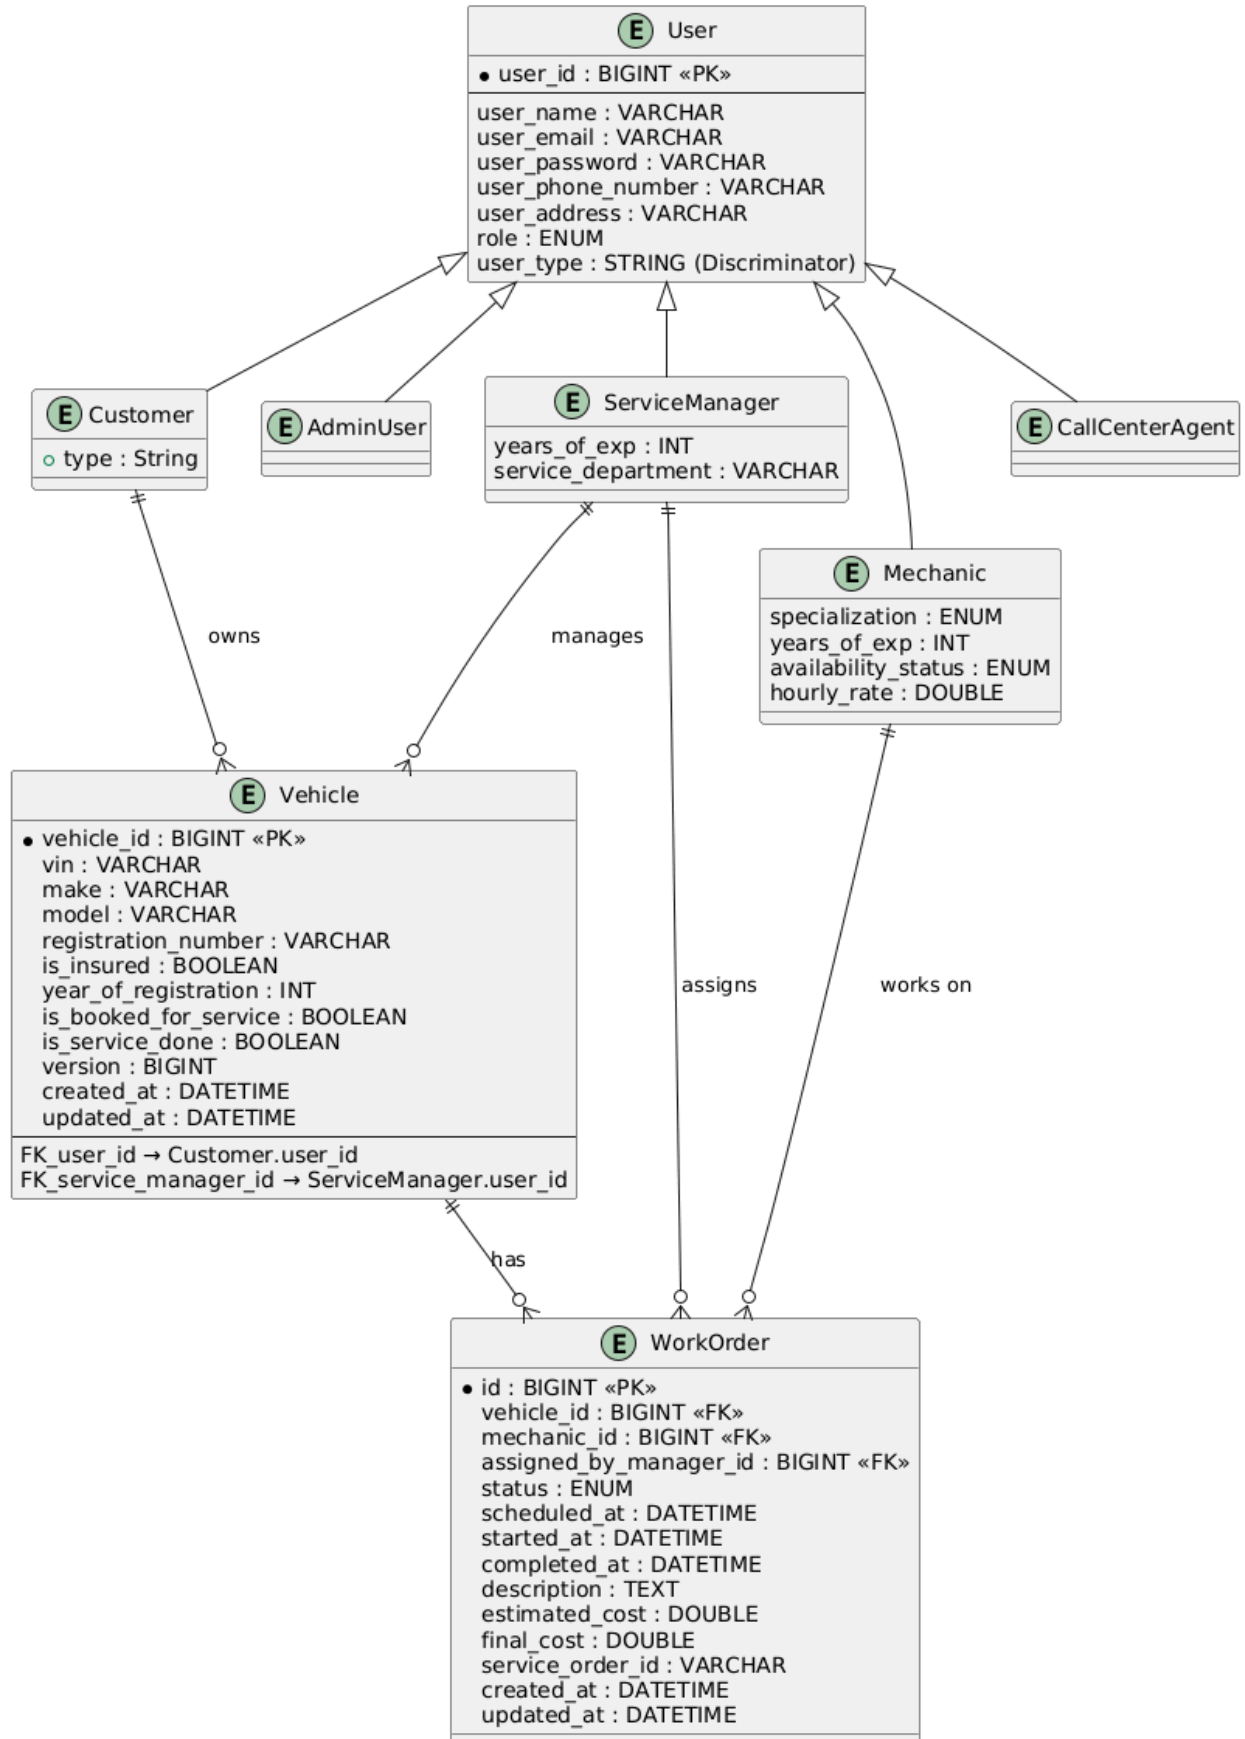 E User
user_id : BIGINT «PK»
user_name : VARCHAR
user_email : VARCHAR
user_password : VARCHAR
user_phone_number : VARCHAR
user_address : VARCHAR
role : ENUM
user_type : STRING (Discriminator)
E Customer
type : String
E AdminUser
E ServiceManager
years_of_exp : INT
service_department : VARCHAR
E CallCenterAgent
E Mechanic
specialization : ENUM
years_of_exp : INT
availability_status : ENUM
hourly_rate : DOUBLE
owns
manages
E Vehicle
vehicle_id : BIGINT «PK»
vin : VARCHAR
make : VARCHAR
model : VARCHAR
registration_number : VARCHAR
is_insured : BOOLEAN
year_of_registration : INT
is_booked_for_service : BOOLEAN
is_service_done : BOOLEAN
version : BIGINT
created_at : DATETIME
updated_at : DATETIME
FK_user_id → Customer.user_id
FK_service_manager_id → ServiceManager.user_id
assigns
works on
has
E WorkOrder
id : BIGINT «PK»
vehicle_id : BIGINT «FK»
mechanic_id : BIGINT «FK»
assigned_by_manager_id : BIGINT «FK»
status : ENUM
scheduled_at : DATETIME
started_at : DATETIME
completed_at : DATETIME
description : TEXT
estimated_cost : DOUBLE
final_cost : DOUBLE
service_order_id : VARCHAR
created_at : DATETIME
updated_at : DATETIME